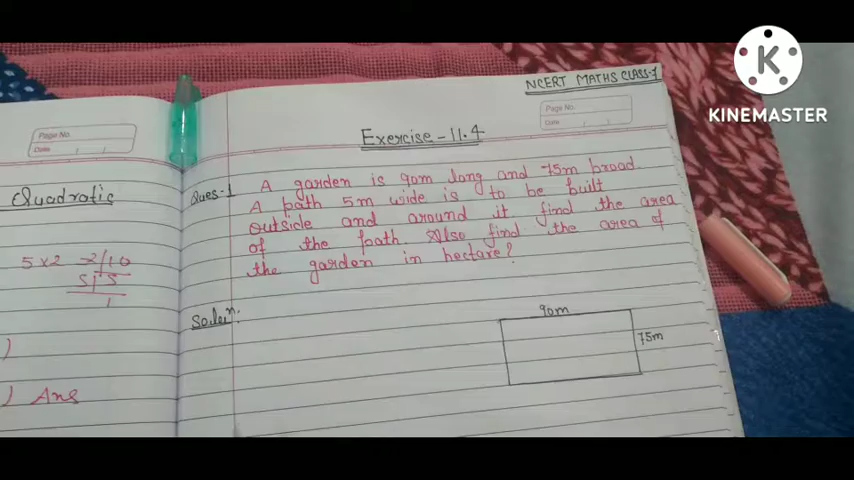 NCERT MATHS CLASS-7
KINEMASTER
Page No.
Date
Page No.
Date
Exercise - 11.4
Ques-1 A garden is 90m long and 75m broad.
A path 5m wide is to be built
outside and around it find the area
of the path. Also find the area of
the garden in hectare?
Soluⁿ:
90m
75m
Quadratic
5 x 2 2/10
5/5
1
) Ans